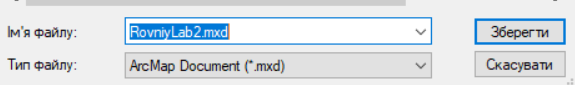 Ім'я файлу: RovniyLab2.mxd Зберегти
Тип файлу: ArcMap Document (*.mxd) Скасувати